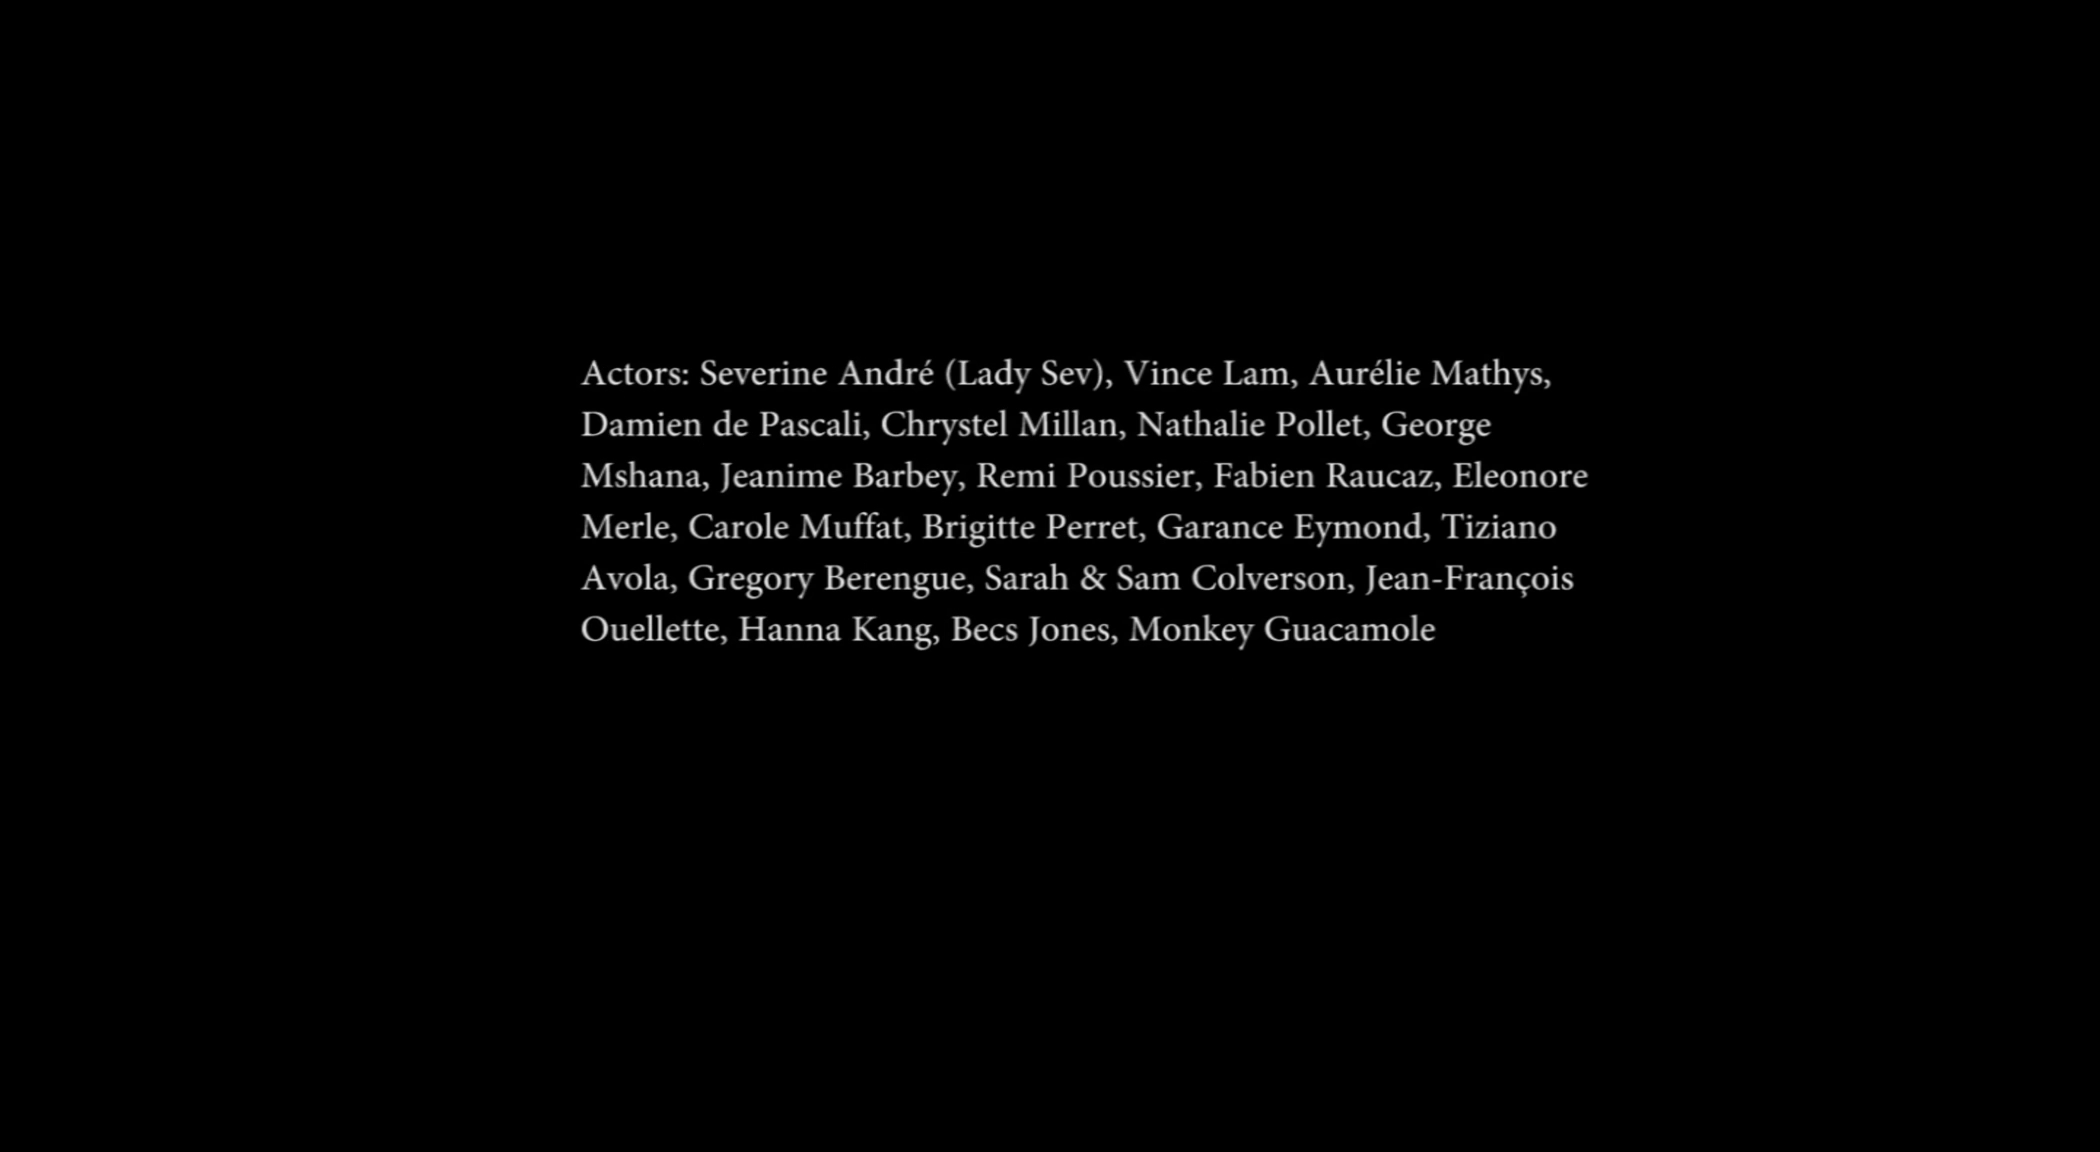 Actors: Severine André (Lady Sev), Vince Lam, Aurélie Mathys,
Damien de Pascali, Chrystel Millan, Nathalie Pollet, George
Mshana, Jeanime Barbey, Remi Poussier, Fabien Raucaz, Eleonore
Merle, Carole Muffat, Brigitte Perret, Garance Eymond, Tiziano
Avola, Gregory Berengue, Sarah & Sam Colverson, Jean-François
Ouellette, Hanna Kang, Becs Jones, Monkey Guacamole